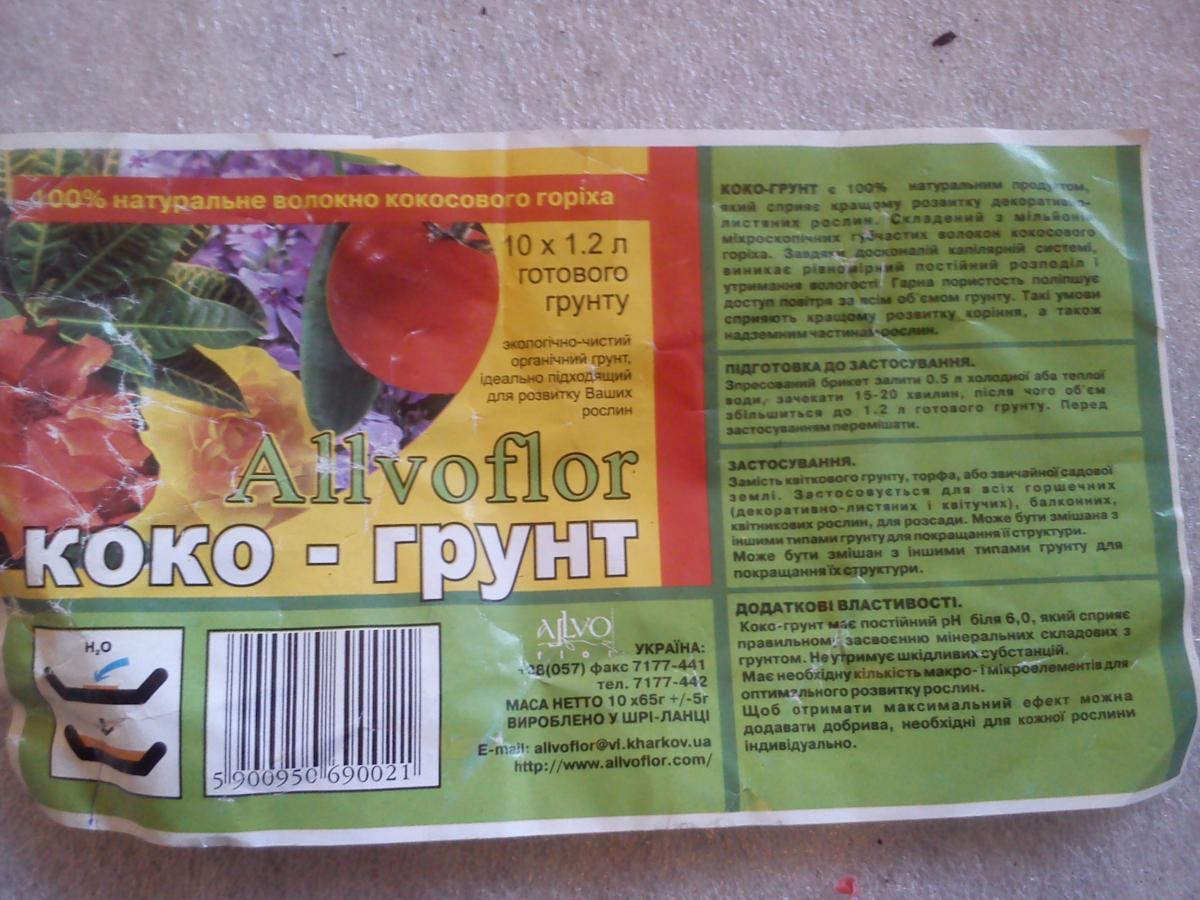 100% натуральне волокно кокосового горіха
10 x 1.2 л
готового
грунту
экологічно-чистий
органічний грунт,
ідеально підходящий
для розвитку Ваших
рослин
Allvoflor
коко - грунт
H₂O
5 900950 690021
ALLVO
flor
УКРАЇНА:
+38(057) факс 7177-441
тел. 7177-442
МАСА НЕТТО 10 x65г +/-5г
ВИРОБЛЕНО У ШРІ-ЛАНЦІ
E-mail: allvoflor@vl.kharkov.ua
http://www.allvoflor.com/
КОКО-ГРУНТ є 100% натуральним продуктом,
який сприяє кращому розвитку декоративно-
листяних рослин. Складений з мільйонів
мікроскопічних губчастих волокон кокосового
горіха. Завдяки досконалій капілярній системі,
виникає рівномірний постійний розподіл і
утримання вологості. Гарна пористость поліпшує
доступ повітря за всім об'ємом грунту. Такі умови
сприяють кращому розвитку коріння, а також
надземним частинах рослин.
ПІДГОТОВКА ДО ЗАСТОСУВАННЯ.
Зпресований брикет залити 0.5 л холодної аба теплої
води, зачекати 15-20 хвилин, після чого об'єм
збільшиться до 1.2 л готового грунту. Перед
застосуванням перемішати.
ЗАСТОСУВАННЯ.
Замість квіткового грунту, торфа, або звичайної садової
землі. Застосовується для всіх горшечних
(декоративно-листяних і квітучих), балконних,
квітникових рослин, для розсади. Може бути змішана з
іншими типами грунту для покращання її структури.
Може бути змішан з іншими типами грунту для
покращання їх структури.
ДОДАТКОВІ ВЛАСТИВОСТІ.
Коко-грунт має постійний pH біля 6,0, який сприяє
правильному засвоєнню мінеральних складових з
грунтом. Не утримує шкідливих субстанцій.
Має необхідну кількість макро- і мікроелементів для
оптимального розвитку рослин.
Щоб отримати максимальний ефект можна
додавати добрива, необхідні для кожної рослини
індивідуально.